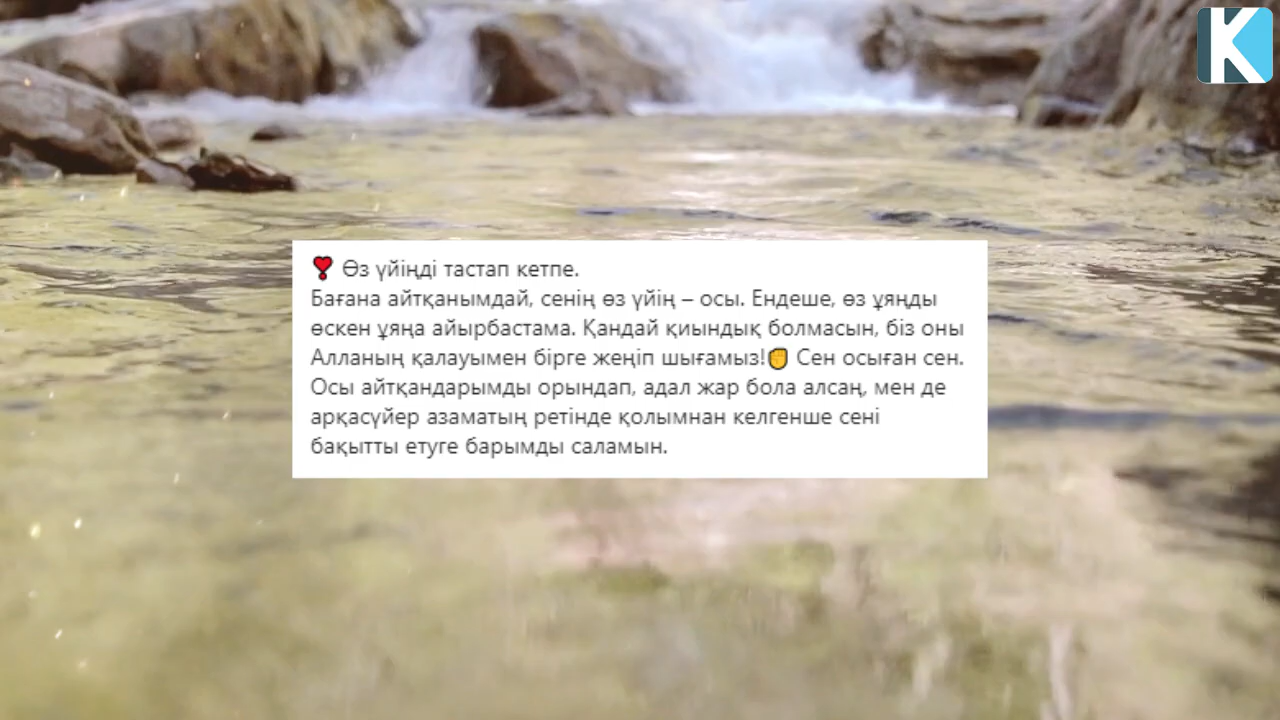 K
❣ Өз үйіңді тастап кетпе.
Бағана айтқанымдай, сенің өз үйің – осы. Ендеше, өз ұяңды
өскен ұяңа айырбастама. Қандай қиындық болмасын, біз оны
Алланың қалауымен бірге жеңіп шығамыз!✊ Сен осыған сен.
Осы айтқандарымды орындап, адал жар бола алсаң, мен де
арқасүйер азаматың ретінде қолымнан келгенше сені
бақытты етуге барымды саламын.